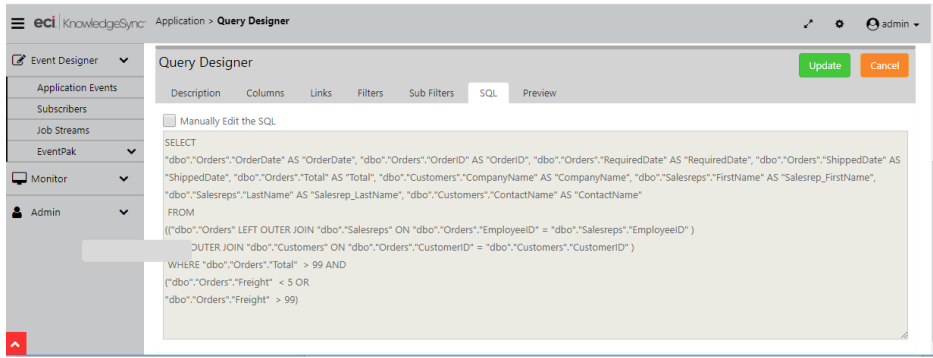 eci KnowledgeSync
Application > Query Designer
admin
Event Designer
Application Events
Subscribers
Job Streams
EventPak
Monitor
Admin
Query Designer
Update
Cancel
Description Columns Links Filters Sub Filters SQL Preview
Manually Edit the SQL
SELECT
"dbo"."Orders"."OrderDate" AS "OrderDate", "dbo"."Orders"."OrderID" AS "OrderID", "dbo"."Orders"."RequiredDate" AS "RequiredDate", "dbo"."Orders"."ShippedDate" AS
"ShippedDate", "dbo"."Orders"."Total" AS "Total", "dbo"."Customers"."CompanyName" AS "CompanyName", "dbo"."Salesreps"."FirstName" AS "Salesrep_FirstName",
"dbo"."Salesreps"."LastName" AS "Salesrep_LastName", "dbo"."Customers"."ContactName" AS "ContactName"
FROM
(("dbo"."Orders" LEFT OUTER JOIN "dbo"."Salesreps" ON "dbo"."Orders"."EmployeeID" = "dbo"."Salesreps"."EmployeeID" )
OUTER JOIN "dbo"."Customers" ON "dbo"."Orders"."CustomerID" = "dbo"."Customers"."CustomerID" )
WHERE "dbo"."Orders"."Total" > 99 AND
("dbo"."Orders"."Freight" < 5 OR
"dbo"."Orders"."Freight" > 99)